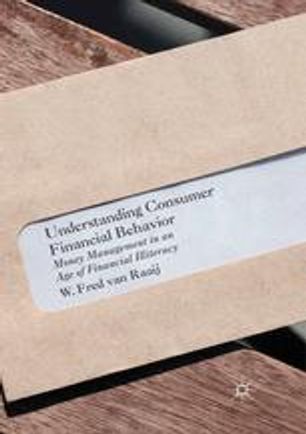 Understanding Consumer
Financial Behavior
Money Management in an
Age of Financial Illiteracy
W. Fred van Raaij